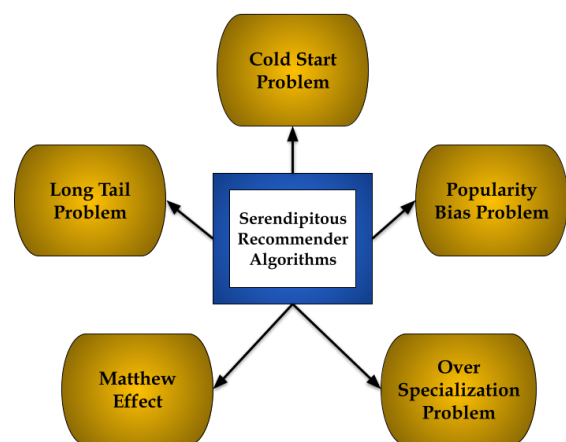 Cold Start
Problem
Long Tail
Problem
Popularity
Bias Problem
Serendipitous
Recommender
Algorithms
Matthew
Effect
Over
Specialization
Problem